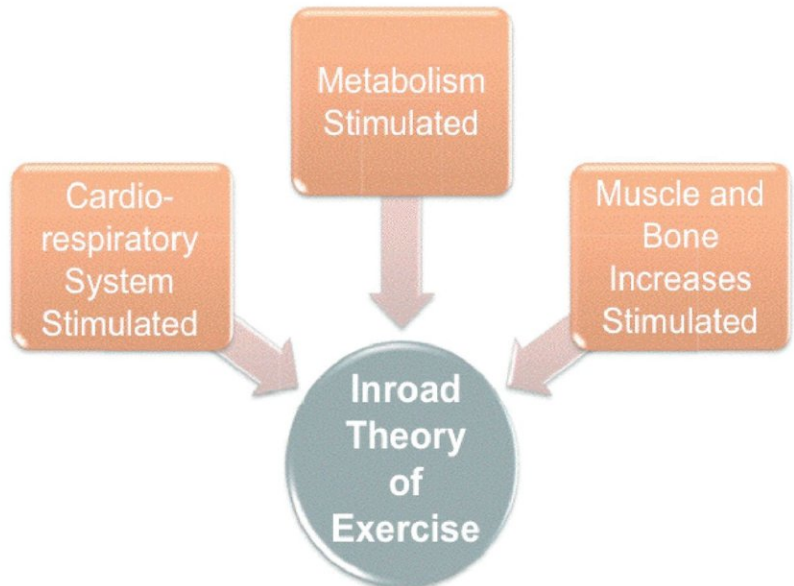 Metabolism
Stimulated
Cardio-
respiratory
System
Stimulated
Muscle and
Bone
Increases
Stimulated
Inroad
Theory
of
Exercise